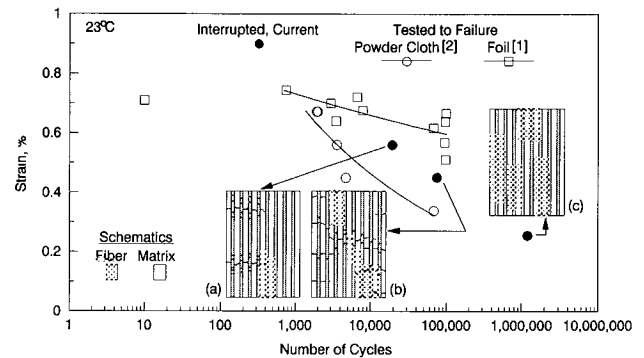 23ºC
Interrupted, Current
Tested to Failure
Powder Cloth[2] Foil[1]
Strain, %
1
0.8
0.6
0.4
0.2
0
Schematics
Fiber Matrix
(a)
(b)
(c)
1 10 100 1,000 10,000 100,000 1,000,000 10,000,000
Number of Cycles